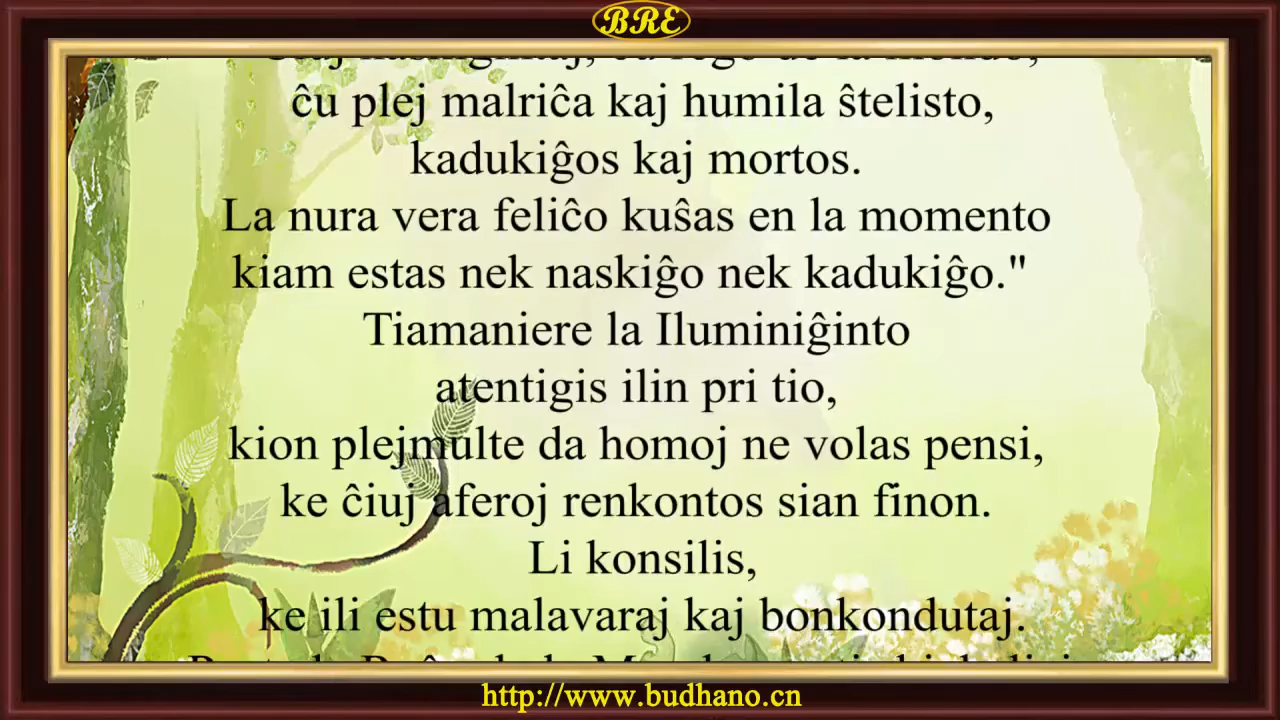 BRE
ĉu plej malriĉa kaj humila ŝtelisto,
kadukiĝos kaj mortos.
La nura vera feliĉo kuŝas en la momento
kiam estas nek naskiĝo nek kadukiĝo."
Tiamaniere la Iluminiĝinto
atentigis ilin pri tio,
kion plejmulte da homoj ne volas pensi,
ke ĉiuj aferoj renkontos sian finon.
Li konsilis,
ke ili estu malavaraj kaj bonkondutaj.
http://www.budhano.cn